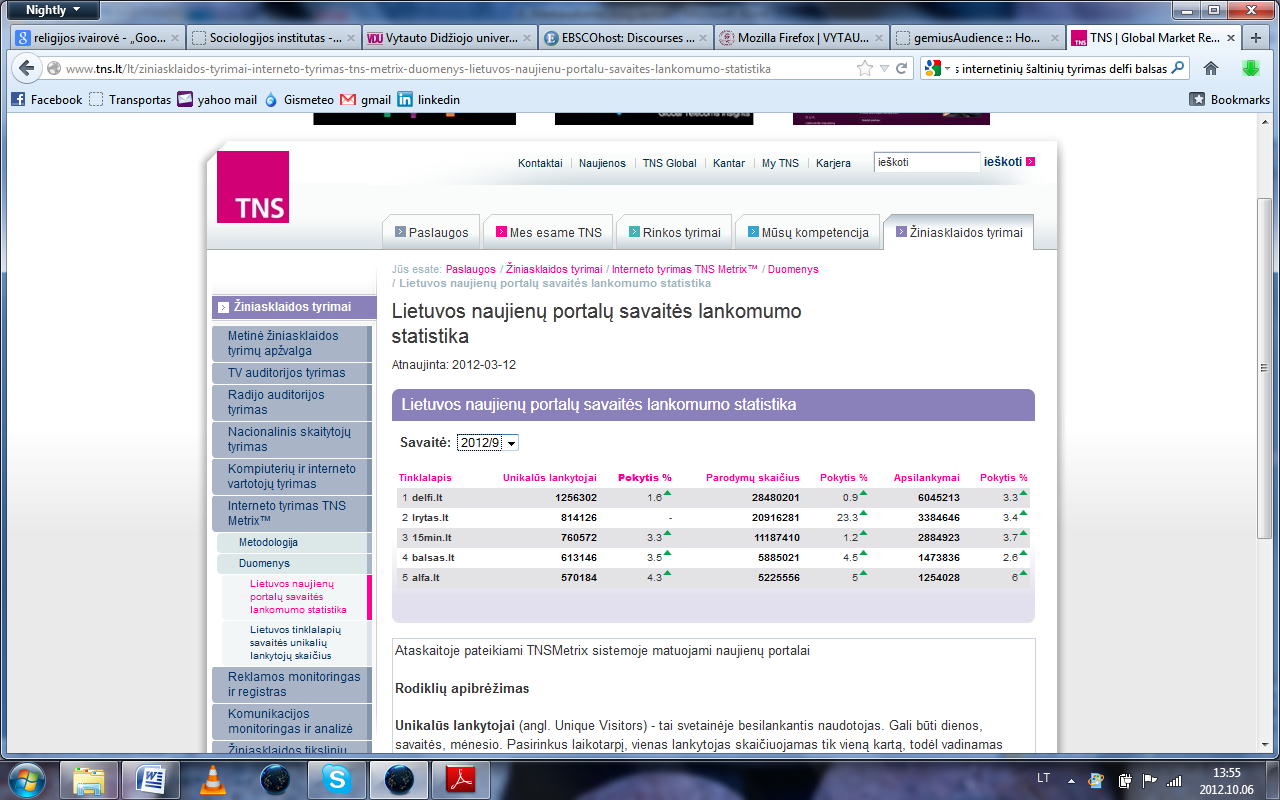 Nightly
religijos ivairovė - „Goo...
Sociologijos institutas - ...
VDU Vytauto Didžiojo univer...
EBSCOhost: Discourses ...
Mozilla Firefox | VYTAU...
gemiusAudience :: Ho...
TNS | Global Market Re...
www.tns.lt/lt/ziniasklaidos-tyrimai-interneto-tyrimas-tns-metrix-duomenys-lietuvos-naujienu-portalu-savaites-lankomumo-statistika
s internetinių šaltinių tyrimas delfi balsas
Facebook Transportas yahoo mail Gismeteo gmail linkedin Bookmarks
Global Telecoms Insights
TNS
Kontaktai Naujienos TNS Global Kantar My TNS Karjera ieškoti ieškoti
Paslaugos Mes esame TNS Rinkos tyrimai Mūsų kompetencija Žiniasklaidos tyrimai
Jūs esate: Paslaugos / Žiniasklaidos tyrimai / Interneto tyrimas TNS Metrix™ / Duomenys
/ Lietuvos naujienų portalų savaitės lankomumo statistika
Žiniasklaidos tyrimai
Metinė žiniasklaidos
tyrimų apžvalga
TV auditorijos tyrimas
Radijo auditorijos
tyrimas
Nacionalinis skaitytojų
tyrimas
Kompiuterių ir interneto
vartotojų tyrimas
Interneto tyrimas TNS
Metrix™
Metodologija
Duomenys
Lietuvos naujienų
portalų savaitės
lankomumo statistika
Lietuvos tinklalapių
savaitės unikalių
lankytojų skaičius
Reklamos monitoringas
ir registras
Komunikacijos
monitoringas ir analizė
Žiniasklaidos tikslinių
Lietuvos naujienų portalų savaitės lankomumo
statistika
Atnaujinta: 2012-03-12
Lietuvos naujienų portalų savaitės lankomumo statistika
Savaitė: 2012/9
Tinklalapis Unikalūs lankytojai Pokytis % Parodymų skaičius Pokytis % Apsilankymai Pokytis %
1 delfi.lt 1256302 1.6 28480201 0.9 6045213 3.3
2 lrytas.lt 814126 - 20916281 23.3 3384646 3.4
3 15min.lt 760572 3.3 11187410 1.2 2884923 3.7
4 balsas.lt 613146 3.5 5885021 4.5 1473836 2.6
5 alfa.lt 570184 4.3 5225556 5 1254028 6
Ataskaitoje pateikiami TNSMetrix sistemoje matuojami naujienų portalai
Rodiklių apibrėžimas
Unikalūs lankytojai (angl. Unique Visitors) - tai svetainėje besilankantis naudotojas. Gali būti dienos,
savaitės, mėnesio. Pasirinkus laikotarpį, vienas lankytojas skaičiuojamas tik vieną kartą, todėl vadinamas
LT
13:55
2012.10.06